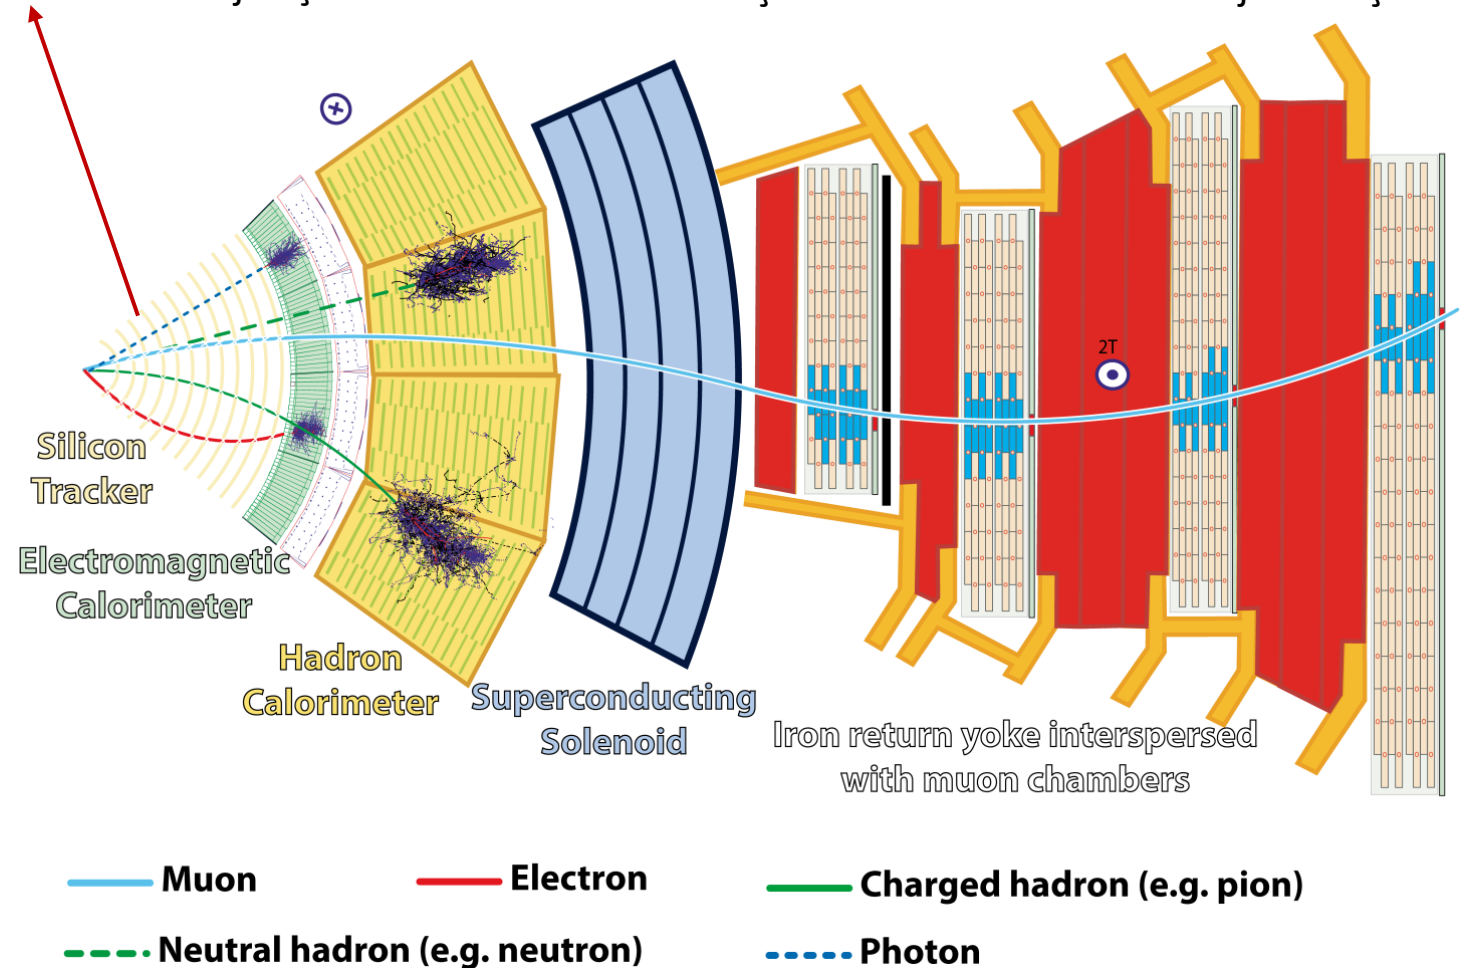 2T
Silicon
Tracker
Electromagnetic
Calorimeter
Hadron
Calorimeter
Superconducting
Solenoid
Iron return yoke interspersed
with muon chambers
Muon
Electron
Charged hadron (e.g. pion)
Neutral hadron (e.g. neutron)
Photon